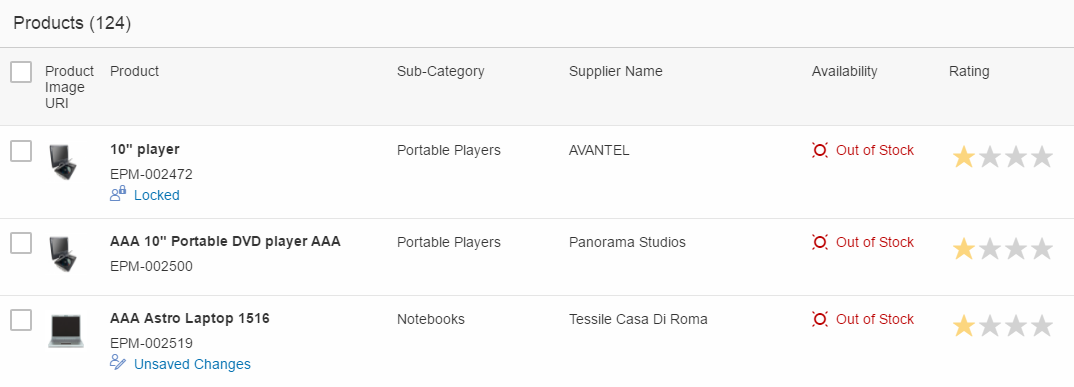 Products (124)
Product Image URI
Product
Sub-Category
Supplier Name
Availability
Rating
10" player
EPM-002472
Locked
Portable Players
AVANTEL
Out of Stock
AAA 10" Portable DVD player AAA
EPM-002500
Portable Players
Panorama Studios
Out of Stock
AAA Astro Laptop 1516
EPM-002519
Unsaved Changes
Notebooks
Tessile Casa Di Roma
Out of Stock